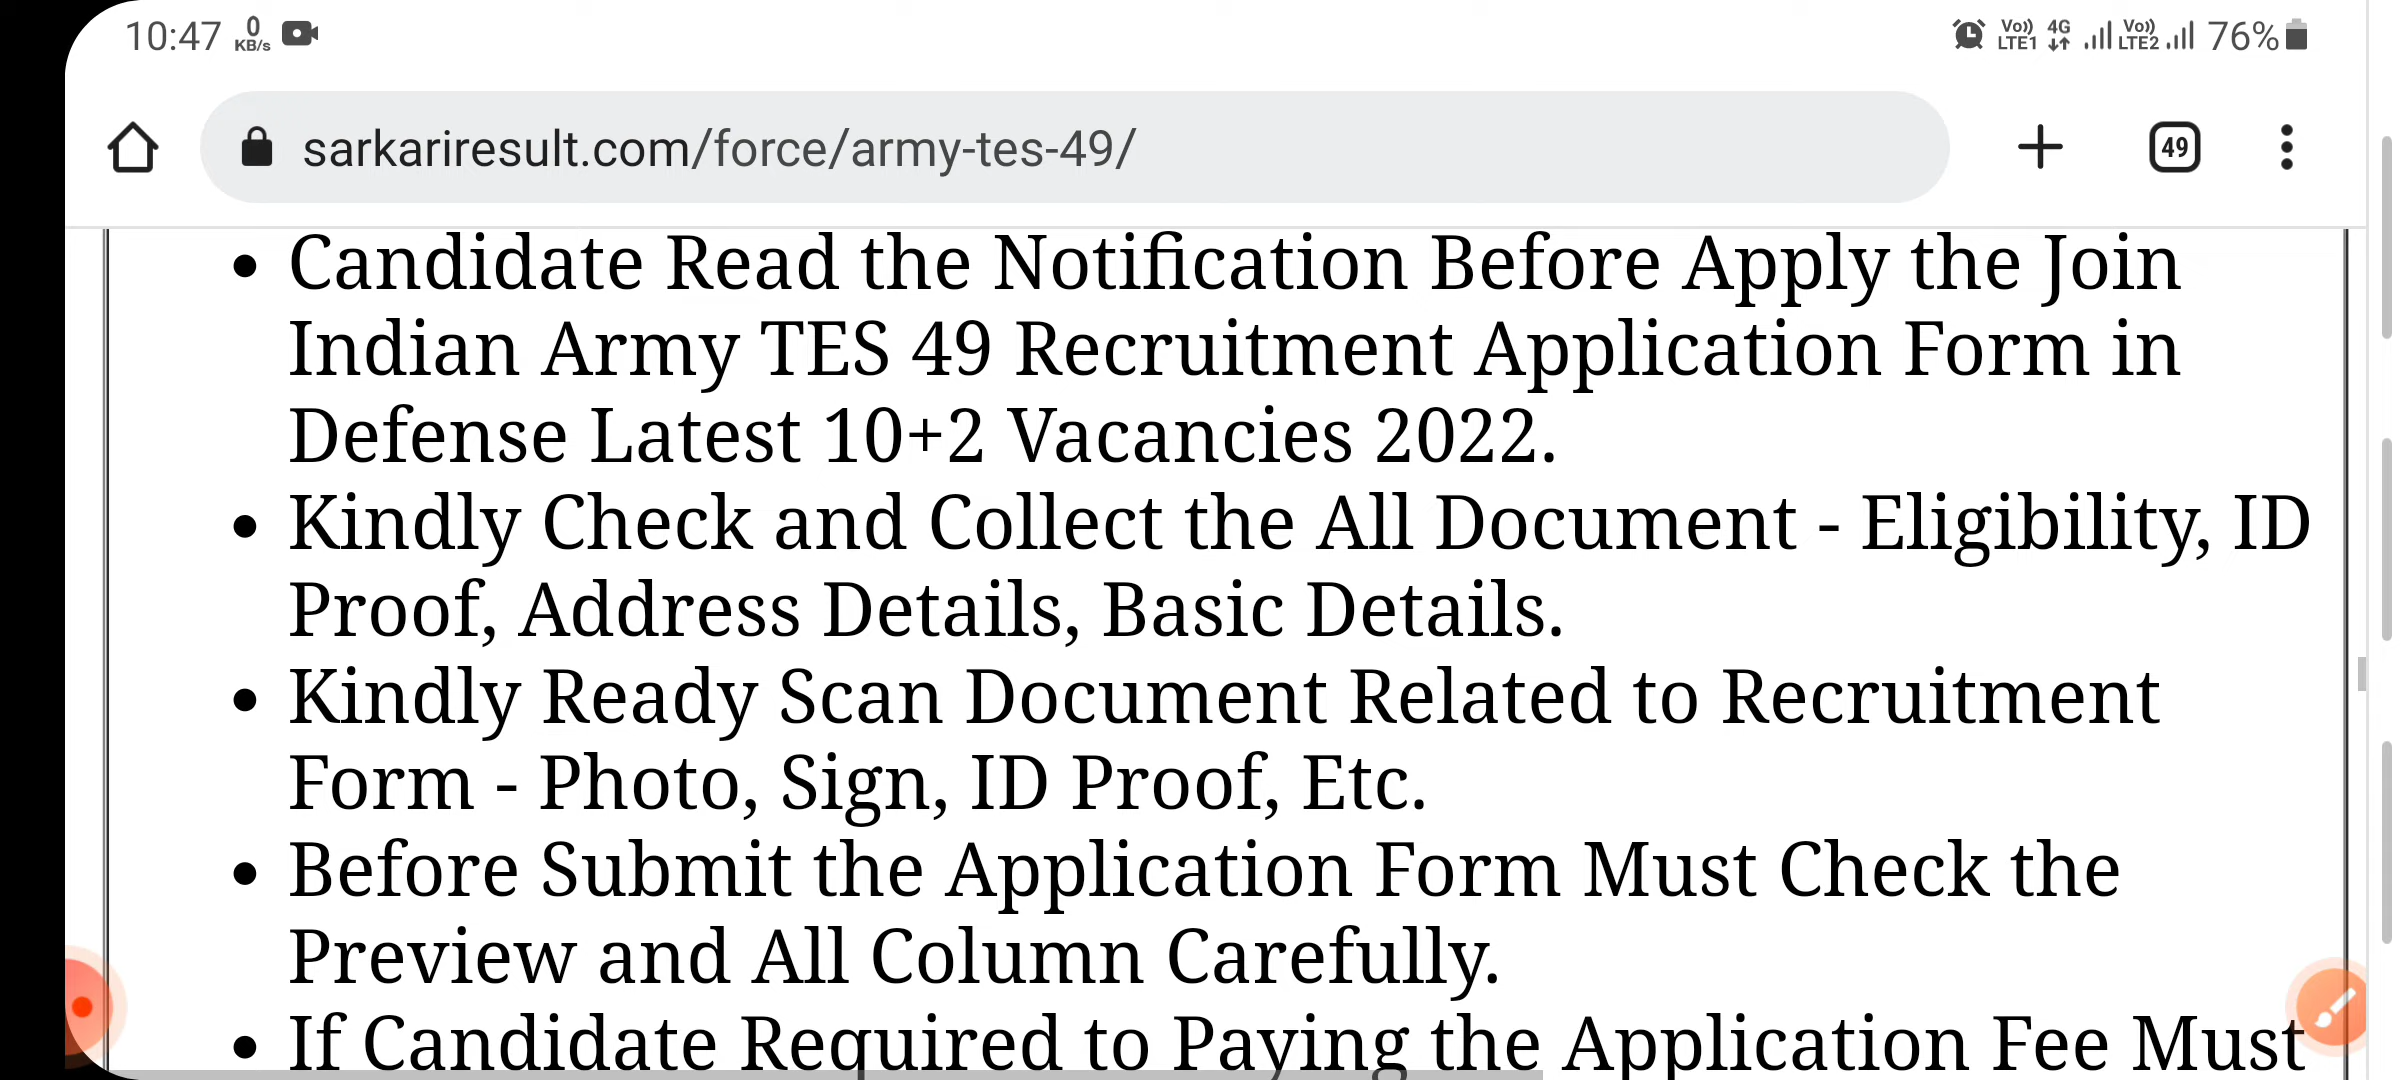 10:47 0 KB/s Vo)) LTE1 4G Vo)) LTE2 76%
sarkariresult.com/force/army-tes-49/ 49
• Candidate Read the Notification Before Apply the Join
Indian Army TES 49 Recruitment Application Form in
Defense Latest 10+2 Vacancies 2022.
• Kindly Check and Collect the All Document - Eligibility, ID
Proof, Address Details, Basic Details.
• Kindly Ready Scan Document Related to Recruitment
Form - Photo, Sign, ID Proof, Etc.
• Before Submit the Application Form Must Check the
Preview and All Column Carefully.
• If Candidate Required to Paying the Application Fee Must